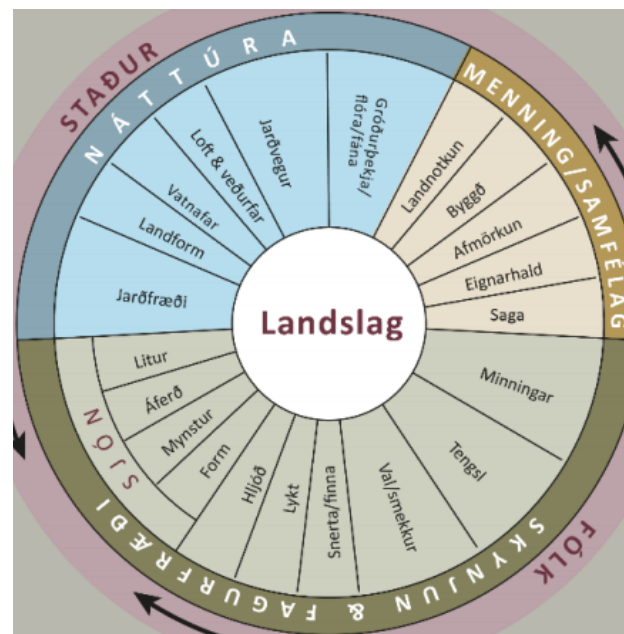 STAÐUR
NÁTTÚRA
Jarðfræði
Landform
Vatnafar
Loft & veðurfar
Jarðvegur
Gróðurþekja/
flóra/fána
MENNING/SAMFÉLAG
Landnotkun
Byggð
Afmörkun
Eignarhald
Saga
Landslag
FÓLK
SKYNJUN & FAGURFRÆÐI
Minningar
Tengsl
Val/smekkur
Snerta/finna
Lykt
Hljóð
SJÓN
Form
Mynstur
Áferð
Litur